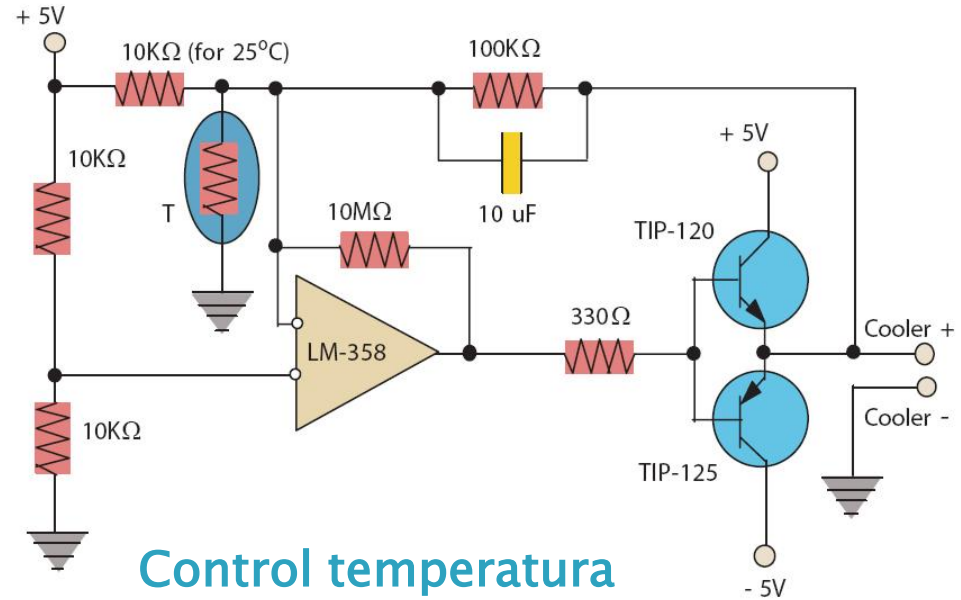 + 5V
10KΩ (for 25°C)
100KΩ
10KΩ
+ 5V
T
10 uF
10MΩ
TIP-120
330Ω
Cooler +
LM-358
Cooler -
10KΩ
TIP-125
Control temperatura
- 5V